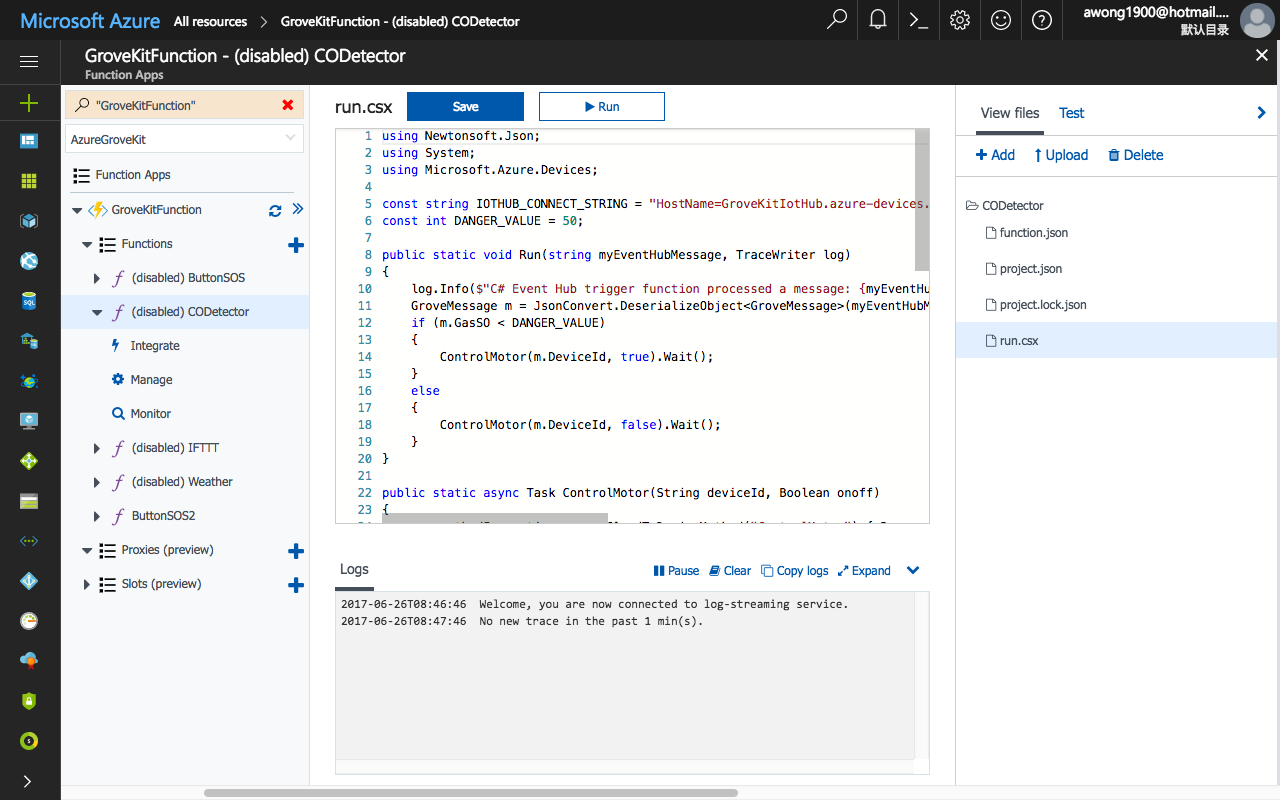 Microsoft Azure All resources GroveKitFunction - (disabled) CODetector
awong1900@hotmail....
默认目录
GroveKitFunction - (disabled) CODetector
Function Apps
"GroveKitFunction"
AzureGroveKit
Function Apps
GroveKitFunction
Functions
(disabled) ButtonSOS
(disabled) CODetector
Integrate
Manage
Monitor
(disabled) IFTTT
(disabled) Weather
ButtonSOS2
Proxies (preview)
Slots (preview)
run.csx Save Run
1 using Newtonsoft.Json;
2 using System;
3 using Microsoft.Azure.Devices;
4
5 const string IOTHUB_CONNECT_STRING = "HostName=GroveKitIotHub.azure-devices.
6 const int DANGER_VALUE = 50;
7
8 public static void Run(string myEventHubMessage, TraceWriter log)
9 {
10 log.Info($"C# Event Hub trigger function processed a message: {myEventHu
11 GroveMessage m = JsonConvert.DeserializeObject<GroveMessage>(myEventHubM
12 if (m.GasSO < DANGER_VALUE)
13 {
14 ControlMotor(m.DeviceId, true).Wait();
15 }
16 else
17 {
18 ControlMotor(m.DeviceId, false).Wait();
19 }
20 }
21
22 public static async Task ControlMotor(String deviceId, Boolean onoff)
23 {
Logs Pause Clear Copy logs Expand
2017-06-26T08:46:46 Welcome, you are now connected to log-streaming service.
2017-06-26T08:47:46 No new trace in the past 1 min(s).
View files Test
Add Upload Delete
CODetector
function.json
project.json
project.lock.json
run.csx